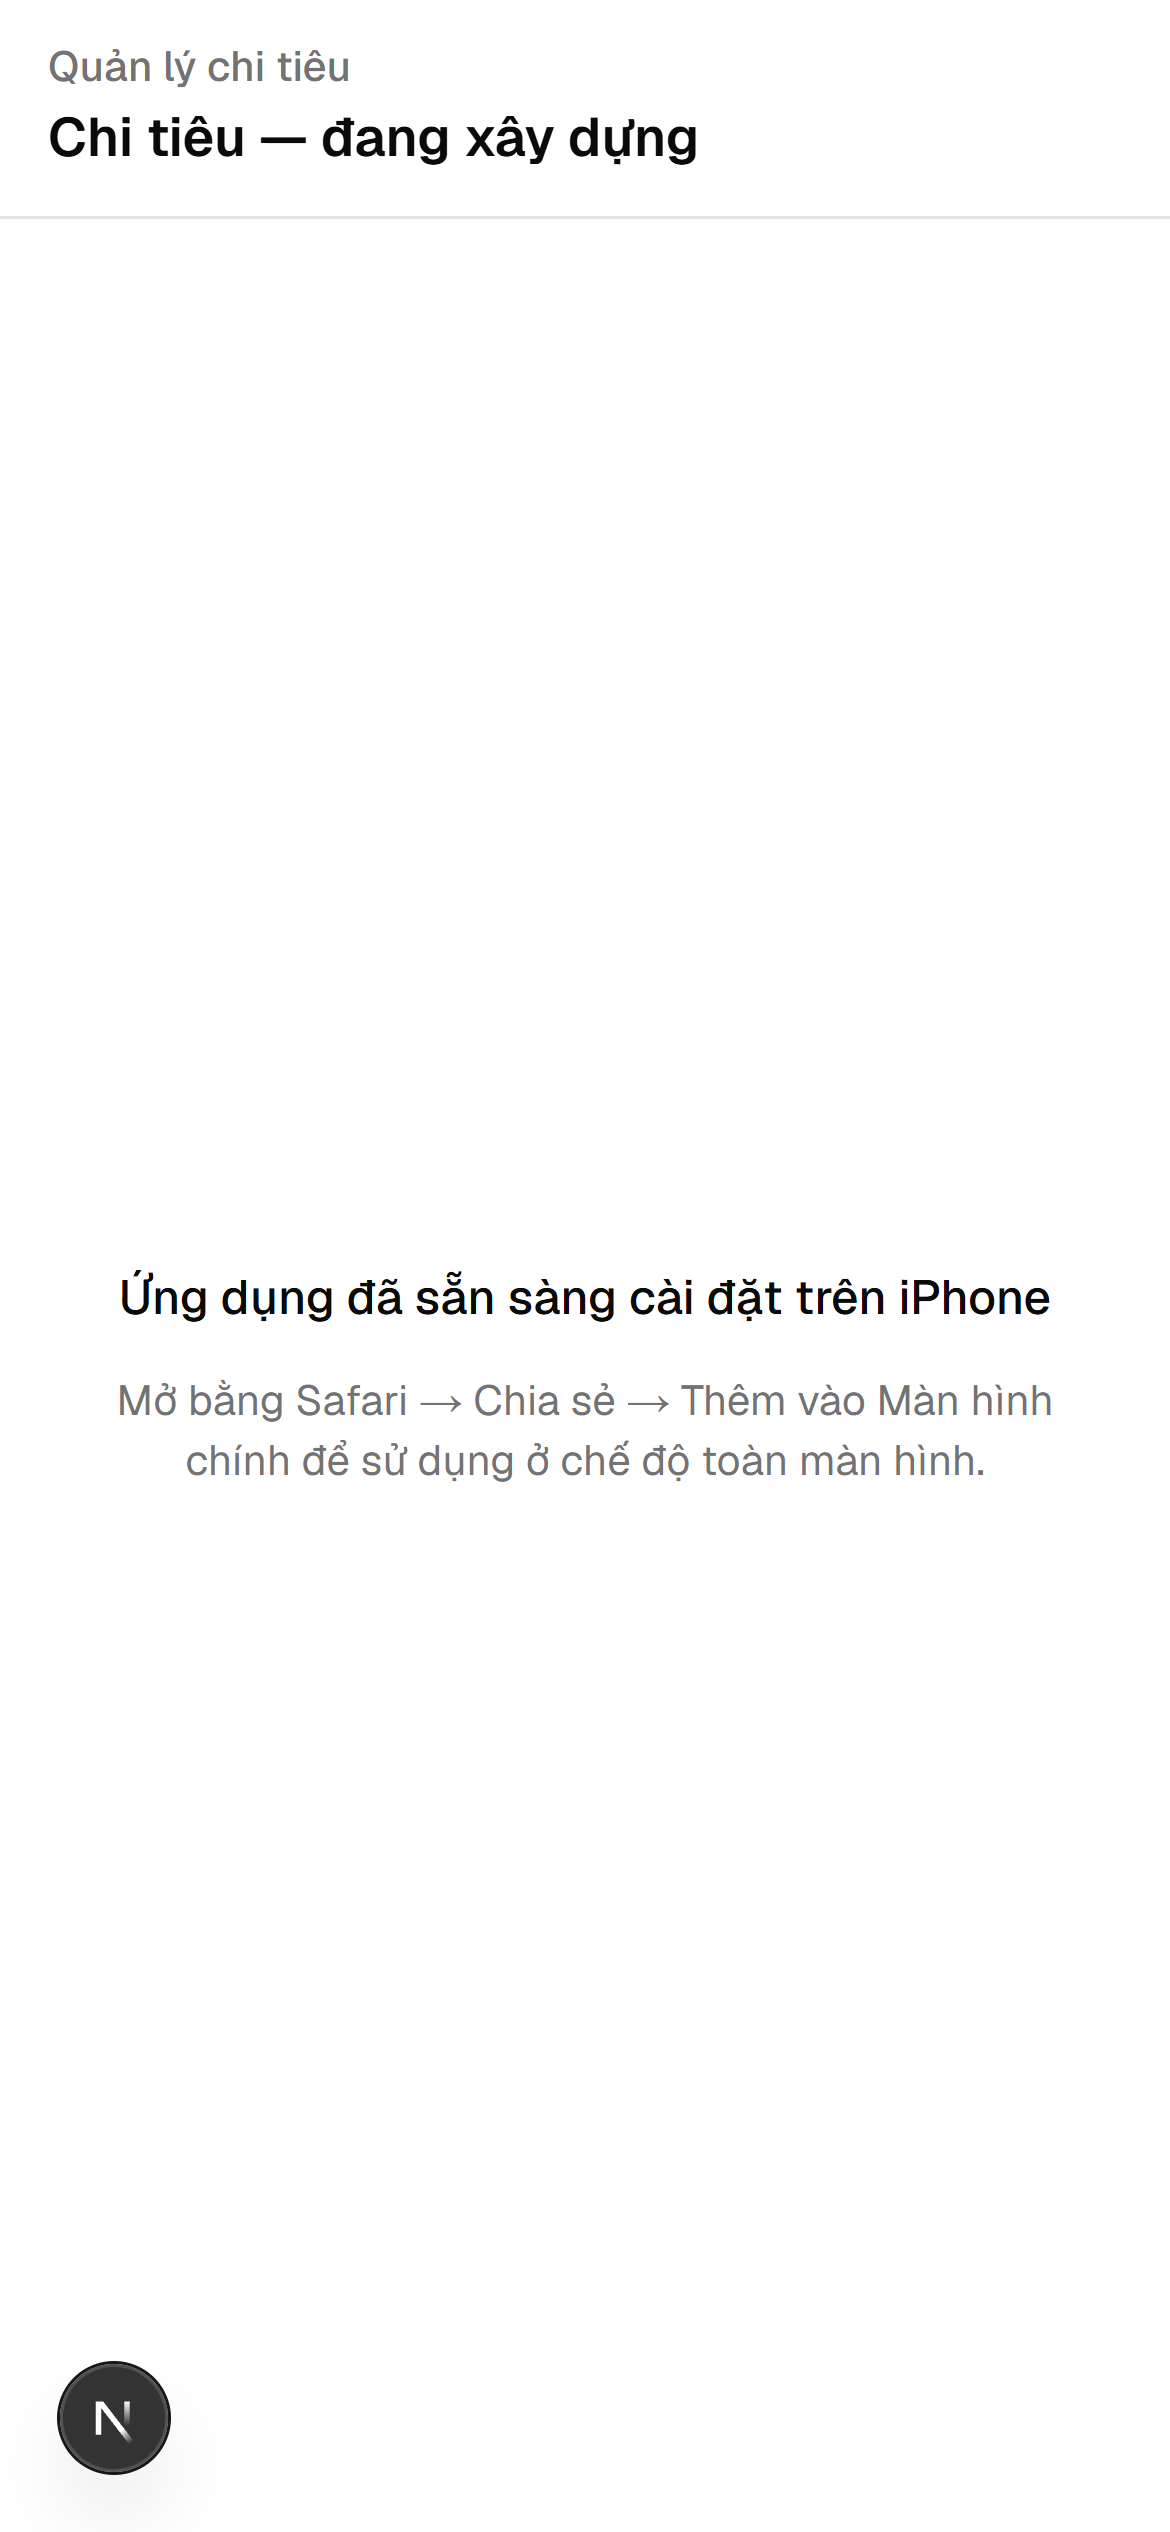 Quản lý chi tiêu
Chi tiêu — đang xây dựng
Ứng dụng đã sẵn sàng cài đặt trên iPhone
Mở bằng Safari → Chia sẻ → Thêm vào Màn hình
chính để sử dụng ở chế độ toàn màn hình.
N